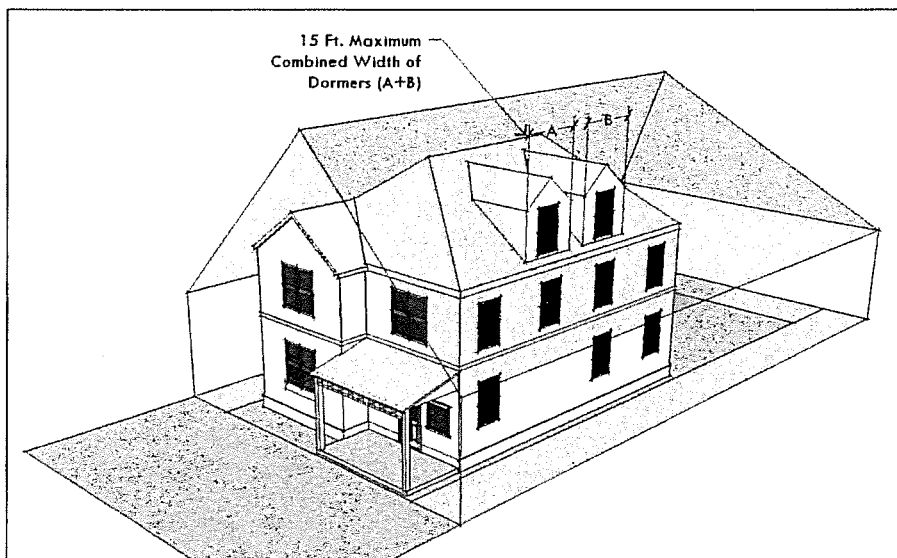 15 Ft. Maximum
Combined Width of
Dormers (A+B)
A
B